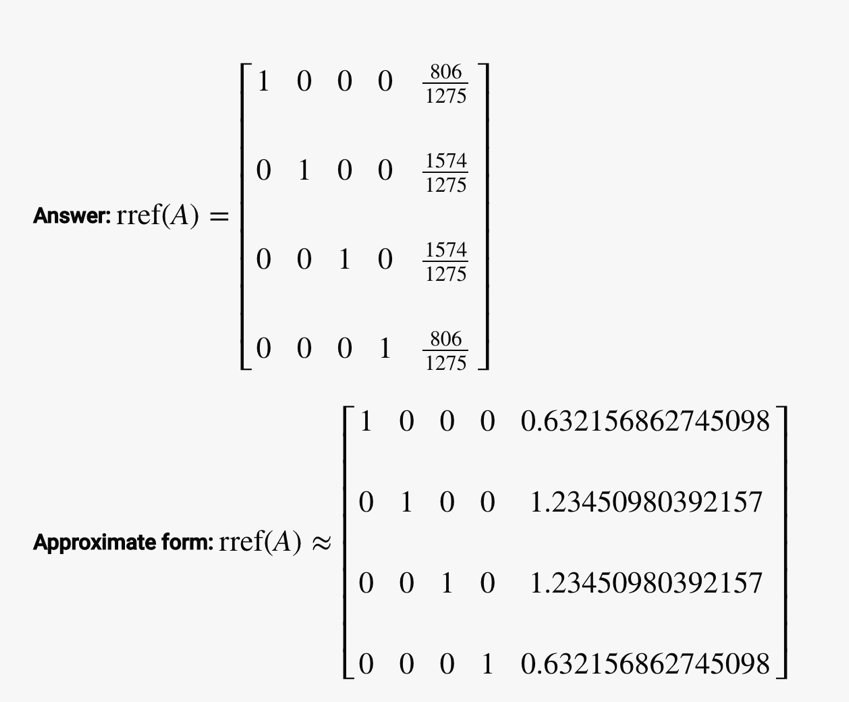 1 0 0 0 806/1275
0 1 0 0 1574/1275
Answer: rref(A) =
0 0 1 0 1574/1275
0 0 0 1 806/1275
1 0 0 0 0.632156862745098
0 1 0 0 1.23450980392157
Approximate form: rref(A) ≈
0 0 1 0 1.23450980392157
0 0 0 1 0.632156862745098